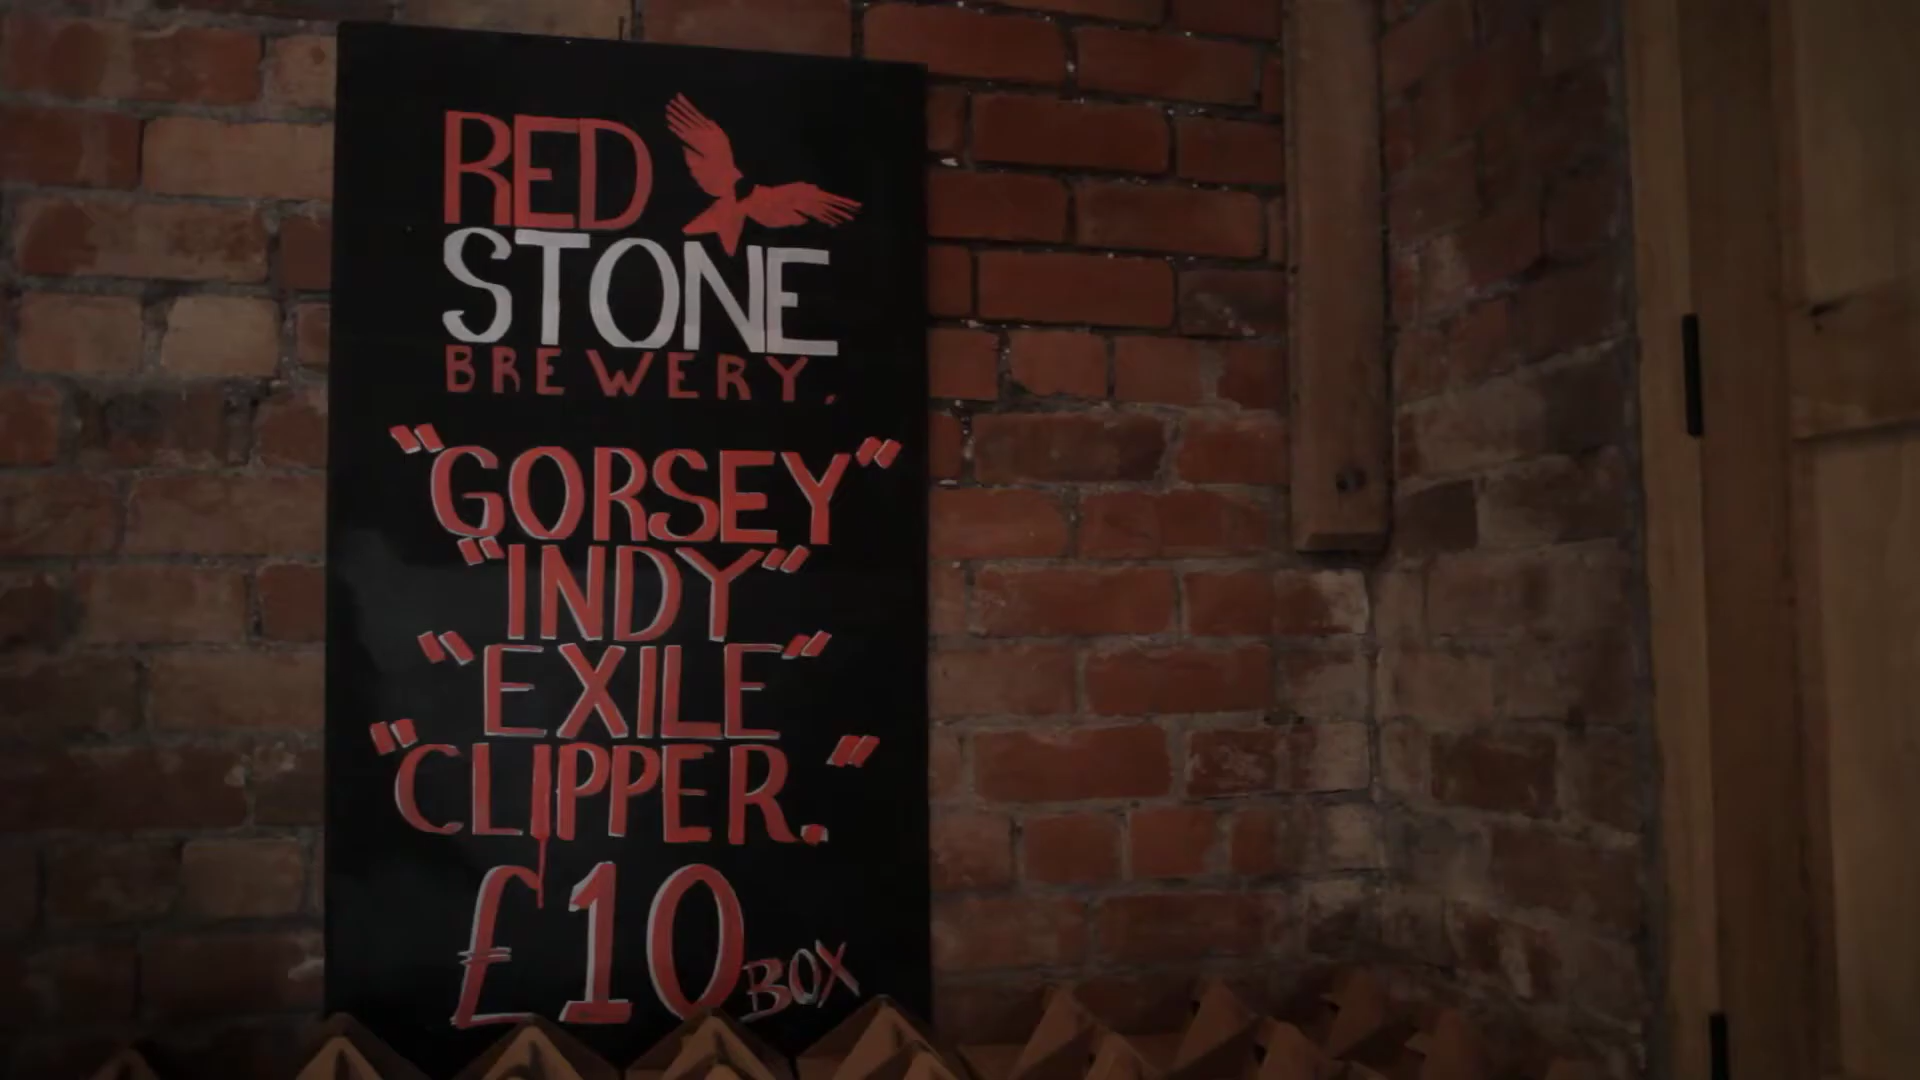 RED
STONE
BREWERY.
"GORSEY"
"INDY"
"EXILE"
"CLIPPER."
£10 BOX